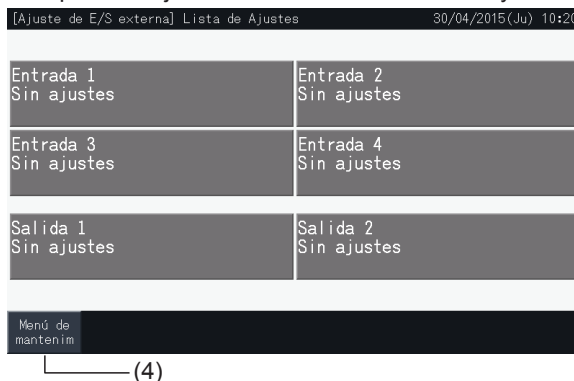 [Ajuste de E/S externa] Lista de Ajustes 30/04/2015(Ju) 10:20
Entrada 1 Entrada 2
Sin ajustes Sin ajustes
Entrada 3 Entrada 4
Sin ajustes Sin ajustes
Salida 1 Salida 2
Sin ajustes Sin ajustes
Menú de
mantenim
(4)